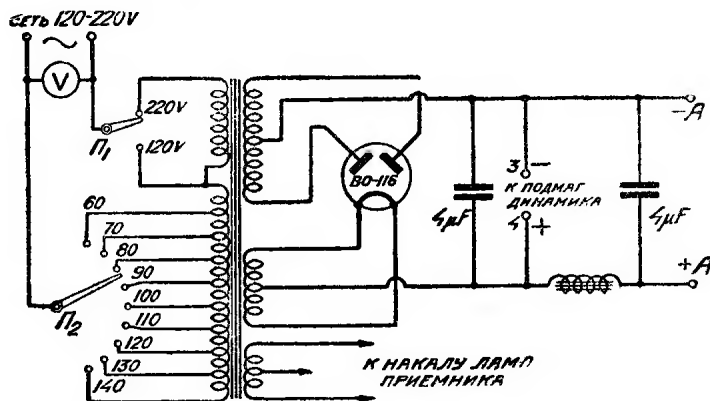 СЕТЬ 120-220V
V
220V
П₁
120V
60
70
80
90
100
110
120
130
140
П₂
ВО-116
4μF
3 –
К ПОДМАГ
ДИНАМИКА
4 +
4μF
–А
+А
К НАКАЛУ ЛАМП
ПРИЕМНИКА